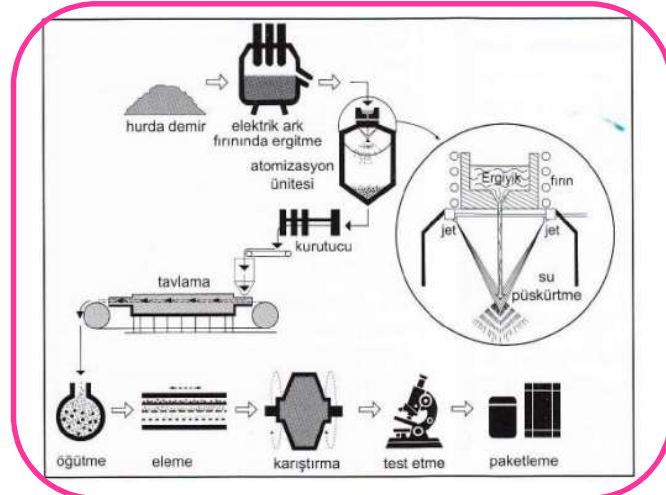 hurda demir
elektrik ark
fırınında ergitme
atomizasyon
ünitesi
Ergiyik
fırın
jet
jet
su
püskürtme
kurutucu
tavlama
öğütme
eleme
karıştırma
test etme
paketleme